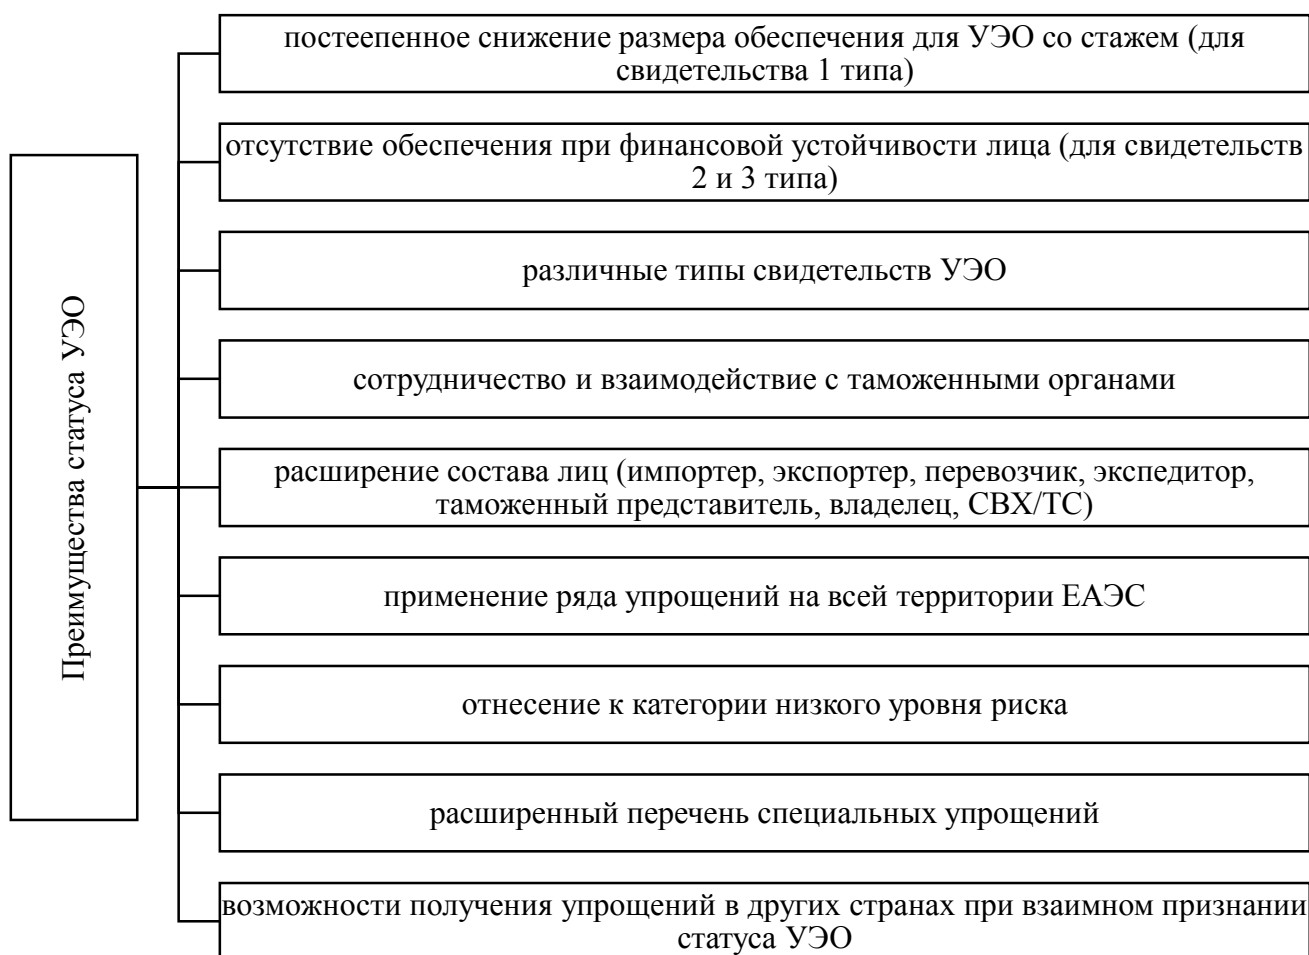 Преимущества статуса УЭО
постеепенное снижение размера обеспечения для УЭО со стажем (для
свидетельства 1 типа)
отсутствие обеспечения при финансовой устойчивости лица (для свидетельств
2 и 3 типа)
различные типы свидетельств УЭО
сотрудничество и взаимодействие с таможенными органами
расширение состава лиц (импортер, экспортер, перевозчик, экспедитор,
таможенный представитель, владелец, СВХ/ТС)
применение ряда упрощений на всей территории ЕАЭС
отнесение к категории низкого уровня риска
расширенный перечень специальных упрощений
возможности получения упрощений в других странах при взаимном признании
статуса УЭО